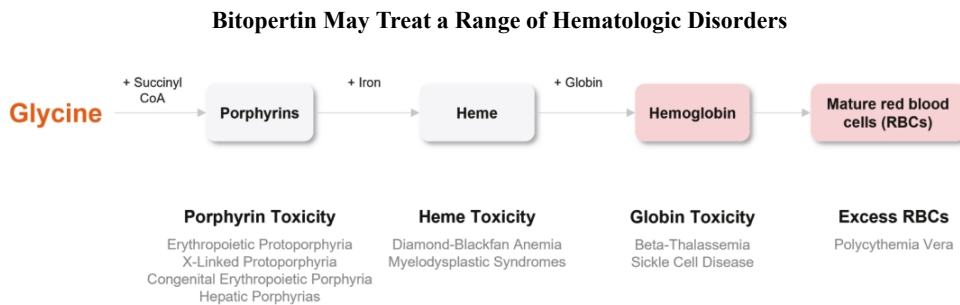 Bitopertin May Treat a Range of Hematologic Disorders
+ Succinyl
CoA
+ Iron
+ Globin
Glycine
Porphyrins
Heme
Hemoglobin
Mature red blood
cells (RBCs)
Porphyrin Toxicity
Erythropoietic Protoporphyria
X-Linked Protoporphyria
Congenital Erythropoietic Porphyria
Hepatic Porphyrias
Heme Toxicity
Diamond-Blackfan Anemia
Myelodysplastic Syndromes
Globin Toxicity
Beta-Thalassemia
Sickle Cell Disease
Excess RBCs
Polycythemia Vera